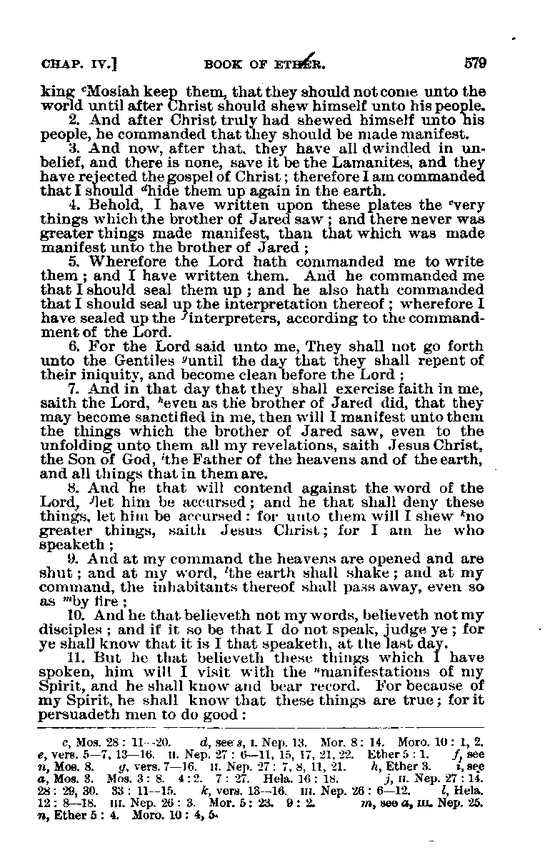 CHAP. IV.] BOOK OF ETHER. 579
king ᶜMosiah keep them, that they should not come unto the
world until after Christ should shew himself unto his people.
2. And after Christ truly had shewed himself unto his
people, he commanded that they should be made manifest.
3. And now, after that, they have all dwindled in un-
belief, and there is none, save it be the Lamanites, and they
have rejected the gospel of Christ; therefore I am commanded
that I should ᵈhide them up again in the earth.
4. Behold, I have written upon these plates the ᵉvery
things which the brother of Jared saw; and there never was
greater things made manifest, than that which was made
manifest unto the brother of Jared;
5. Wherefore the Lord hath commanded me to write
them; and I have written them. And he commanded me
that I should seal them up; and he also hath commanded
that I should seal up the interpretation thereof; wherefore I
have sealed up the ᶠinterpreters, according to the command-
ment of the Lord.
6. For the Lord said unto me, They shall not go forth
unto the Gentiles ᵍuntil the day that they shall repent of
their iniquity, and become clean before the Lord;
7. And in that day that they shall exercise faith in me,
saith the Lord, ʰeven as the brother of Jared did, that they
may become sanctified in me, then will I manifest unto them
the things which the brother of Jared saw, even to the
unfolding unto them all my revelations, saith Jesus Christ,
the Son of God, ⁱthe Father of the heavens and of the earth,
and all things that in them are.
8. And he that will contend against the word of the
Lord, ʲlet him be accursed; and he that shall deny these
things, let him be accursed: for unto them will I shew ᵏno
greater things, saith Jesus Christ; for I am he who
speaketh;
9. And at my command the heavens are opened and are
shut; and at my word, ˡthe earth shall shake; and at my
command, the inhabitants thereof shall pass away, even so
as ᵐby fire;
10. And he that believeth not my words, believeth not my
disciples; and if it so be that I do not speak, judge ye; for
ye shall know that it is I that speaketh, at the last day.
11. But he that believeth these things which I have
spoken, him will I visit with the ⁿmanifestations of my
Spirit, and he shall know and bear record. For because of
my Spirit, he shall know that these things are true; for it
persuadeth men to do good:
c, Mos. 28: 11--20. d, see s, I. Nep. 13. Mor. 8: 14. Moro. 10: 1, 2.
e, vers. 5—7, 13—16. II. Nep. 27: 6—11, 15, 17, 21, 22. Ether 5: 1. f, see
n, Mos. 8. g, vers. 7—16. II. Nep. 27: 7, 8, 11, 21. h, Ether 3. i, see
a, Mos. 3. Mos. 3: 8. 4: 2. 7: 27. Hela. 16: 18. j, II. Nep. 27: 14.
28: 29, 30. 33: 11--15. k, vers. 13—16. III. Nep. 26: 6—12. l, Hela.
12: 8—18. III. Nep. 26: 3. Mor. 5: 23. 9: 2. m, see a, III. Nep. 25.
n, Ether 5: 4. Moro. 10: 4, 5.